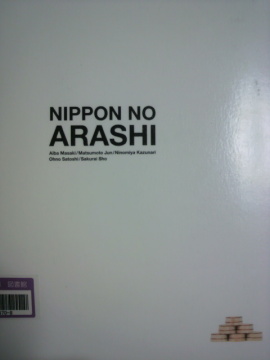 NIPPON NO
ARASHI
Aiba Masaki / Matsumoto Jun / Ninomiya Kazunari
Ohno Satoshi / Sakurai Sho